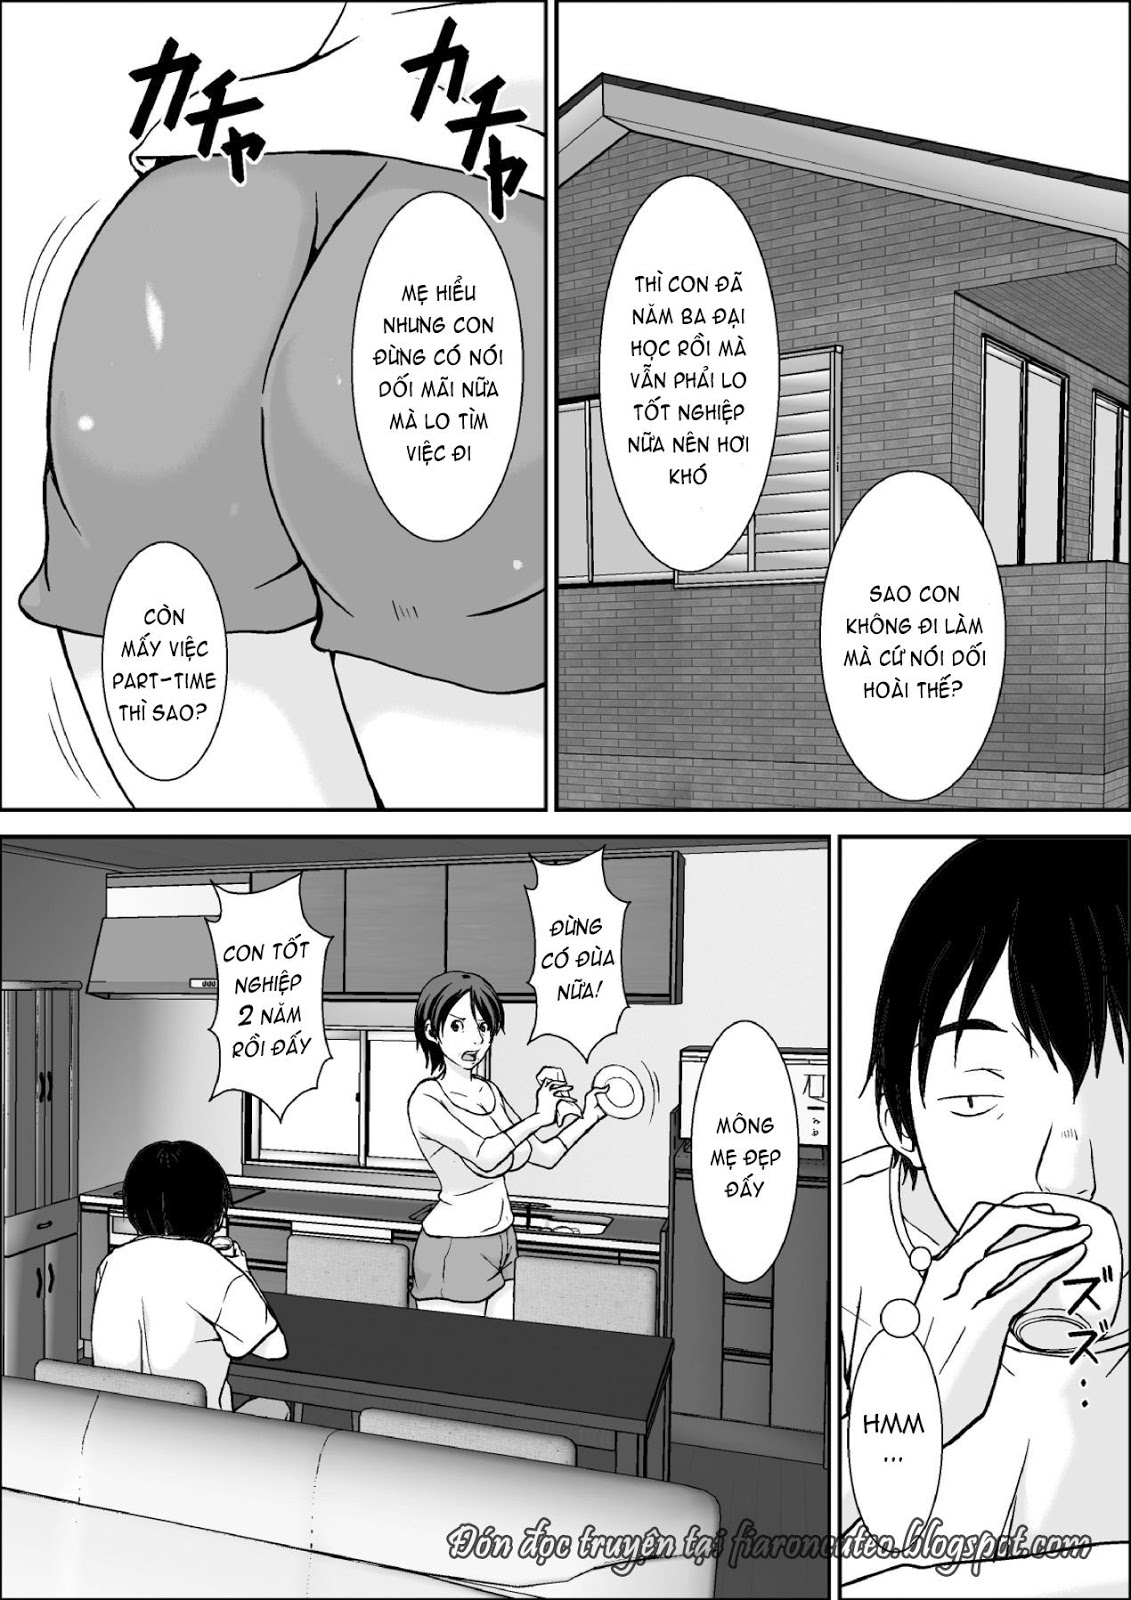 THÌ CON ĐÃ
NĂM BA ĐẠI
HỌC RỒI MÀ
VẪN PHẢI LO
TỐT NGHIỆP
NỮA NÊN HƠI
KHÓ
SAO CON
KHÔNG ĐI LÀM
MÀ CỨ NÓI DỐI
HOÀI THẾ?
カチャ
カチャ
MẸ HIỂU
NHƯNG CON
ĐỪNG CÓ NÓI
DỐI MÃI NỮA
MÀ LO TÌM
VIỆC ĐI
CÒN
MẤY VIỆC
PART-TIME
THÌ SAO?
ĐỪNG
CÓ ĐÙA
NỮA!
CON TỐT
NGHIỆP
2 NĂM
RỒI ĐẤY
MÔNG
MẸ ĐẸP
ĐẤY
HMM
...
ズズ...
Đón đọc truyện tại fiaroncuteo.blogspot.com